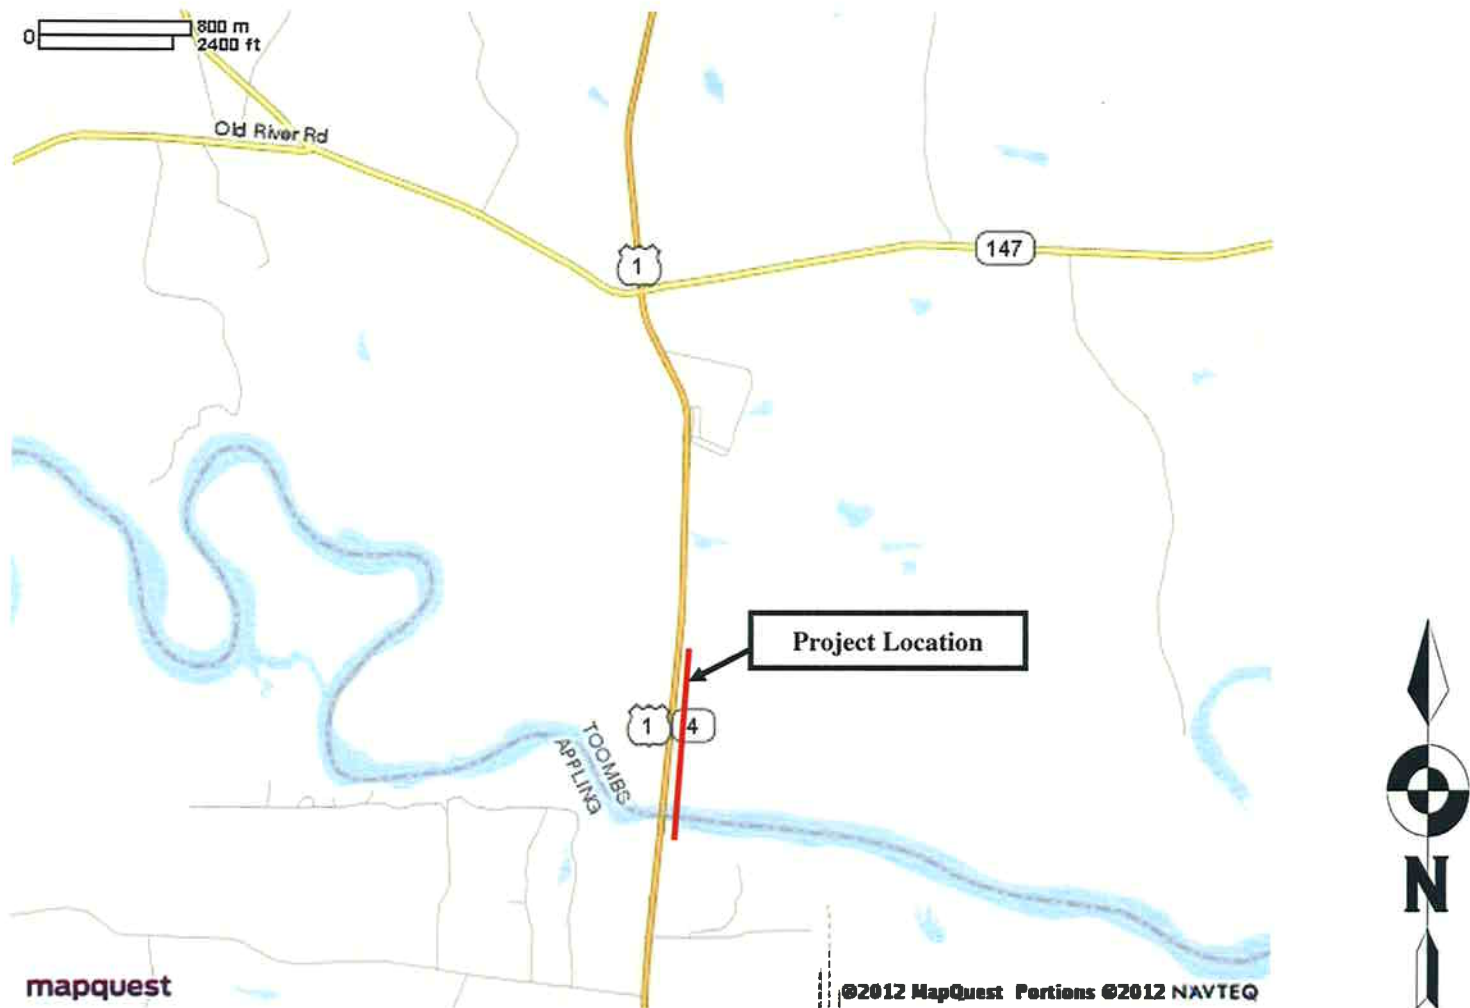 800 m
0
2400 ft
Old River Rd
1
147
Project Location
1
4
TOOMBS
APPLING
N
mapquest
©2012 MapQuest Portions ©2012 NAVTEQ